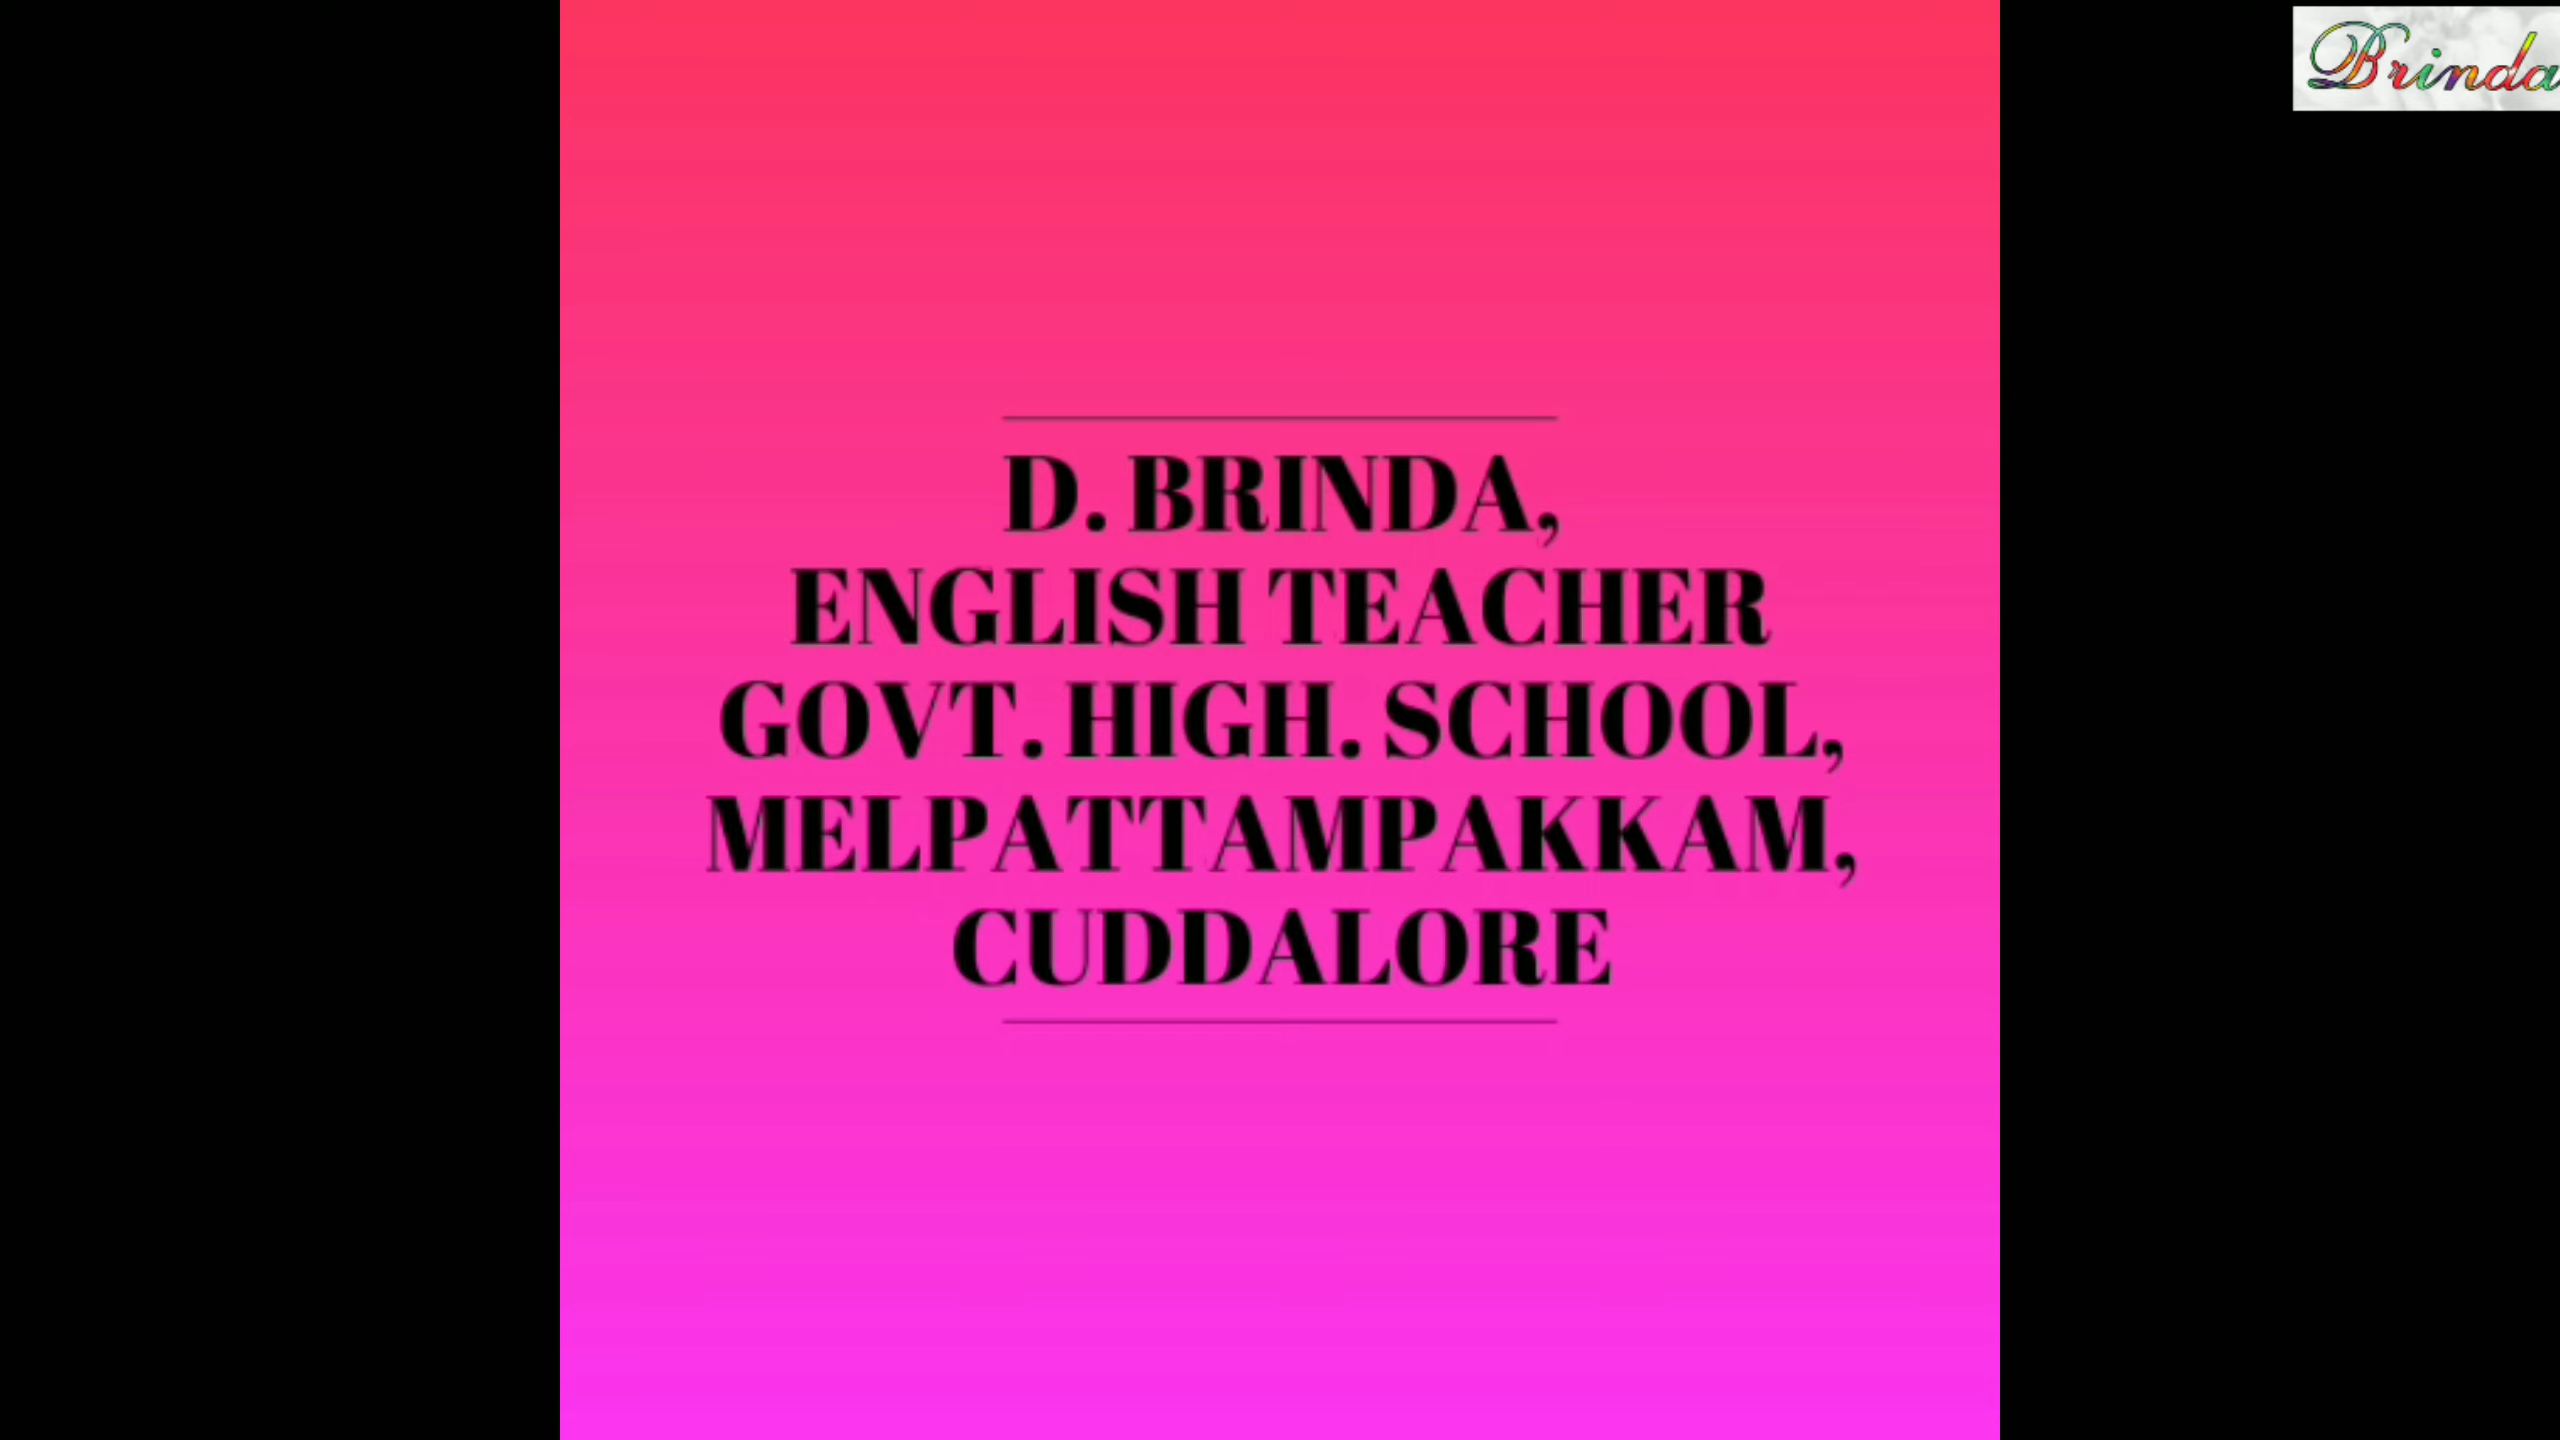 Brinda
D. BRINDA,
ENGLISH TEACHER
GOVT. HIGH. SCHOOL,
MELPATTAMPAKKAM,
CUDDALORE